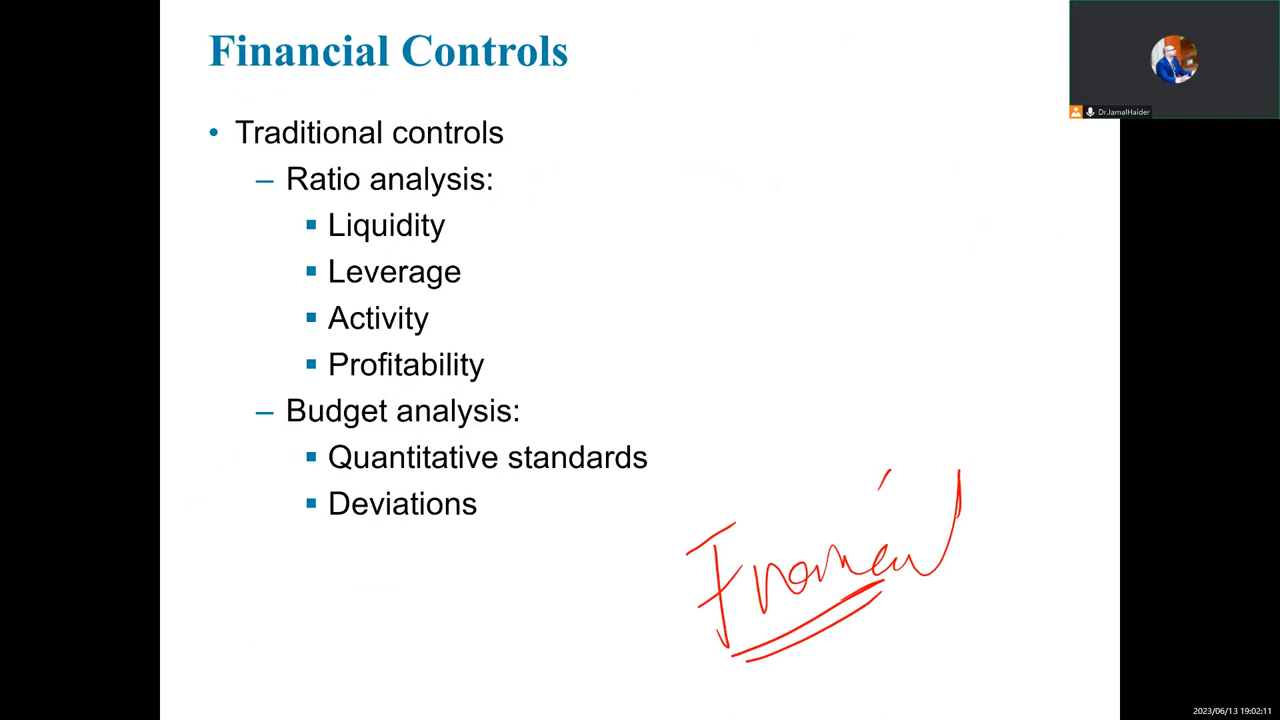 Financial Controls
• Traditional controls
– Ratio analysis:
▪ Liquidity
▪ Leverage
▪ Activity
▪ Profitability
– Budget analysis:
▪ Quantitative standards
▪ Deviations
Financial
Dr.JamalHaider
2023/06/13 19:02:11